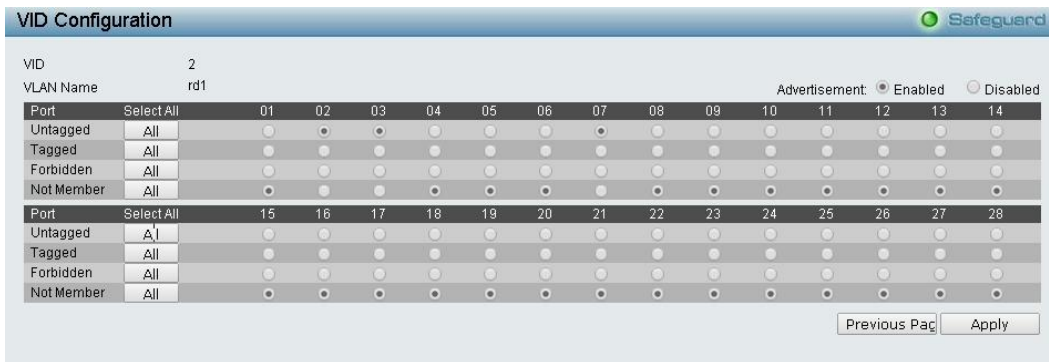 VID Configuration
Safeguard
VID 2
VLAN Name rd1
Advertisement: Enabled Disabled
Port Select All 01 02 03 04 05 06 07 08 09 10 11 12 13 14
Untagged All
Tagged All
Forbidden All
Not Member All
Port Select All 15 16 17 18 19 20 21 22 23 24 25 26 27 28
Untagged All
Tagged All
Forbidden All
Not Member All
Previous Pag Apply